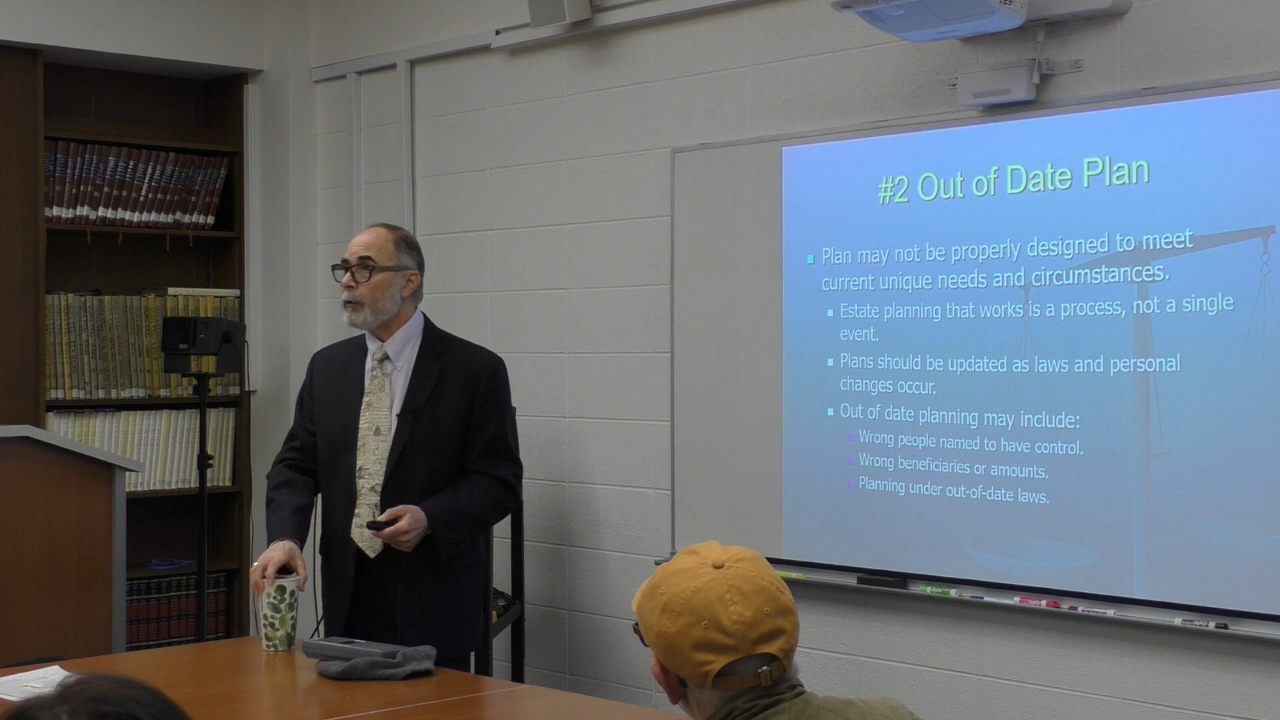 #2 Out of Date Plan
Plan may not be properly designed to meet
current unique needs and circumstances.
Estate planning that works is a process, not a single
event.
Plans should be updated as laws and personal
changes occur.
Out of date planning may include:
Wrong people named to have control.
Wrong beneficiaries or amounts.
Planning under out-of-date laws.